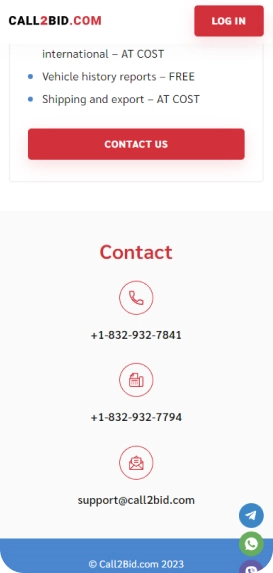 CALL2BID.COM
LOG IN
international – AT COST
Vehicle history reports – FREE
Shipping and export – AT COST
CONTACT US
Contact
+1-832-932-7841
+1-832-932-7794
support@call2bid.com
© Call2Bid.com 2023